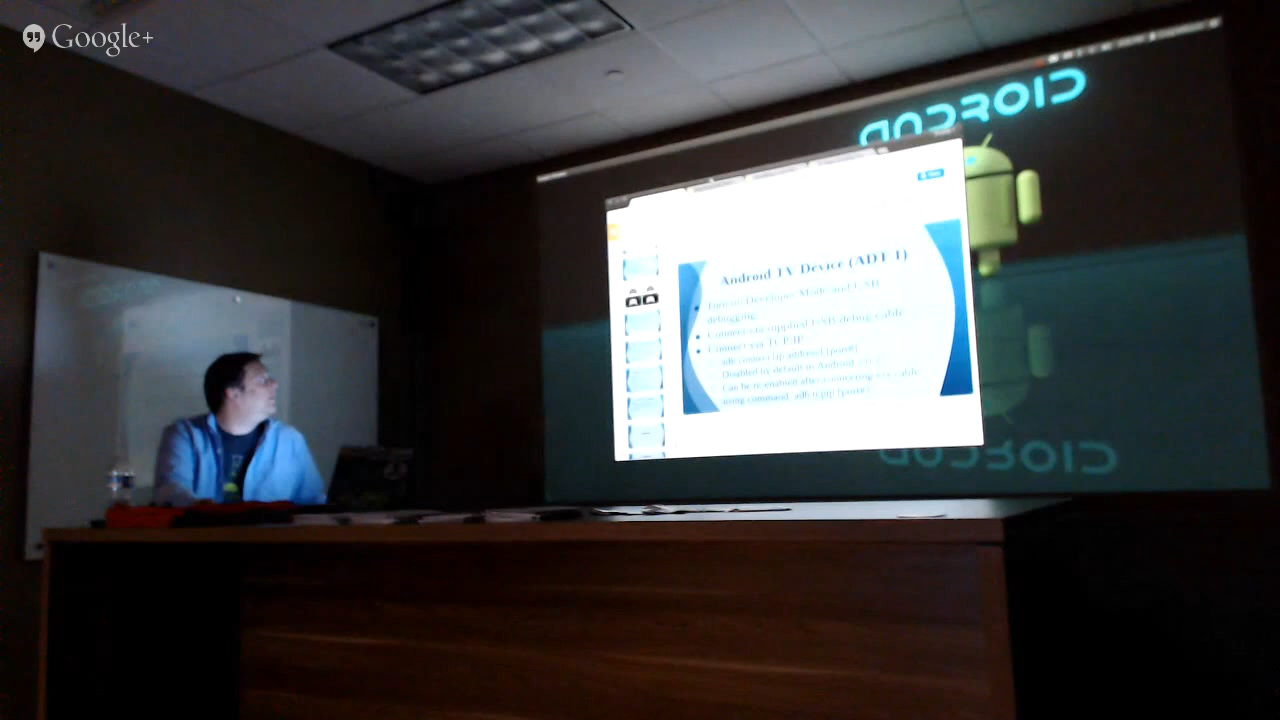 Google+
ANDROID
Android TV Device (ADT-1)
Turn on Developer Mode and USB
debugging
Connect via supplied USB debug cable
Connect via TCP/IP
adb connect [ip address] [port#]
Disabled by default in Android
Can be re-enabled after connecting via cable
using command: adb tcpip [port#]
ANDROID